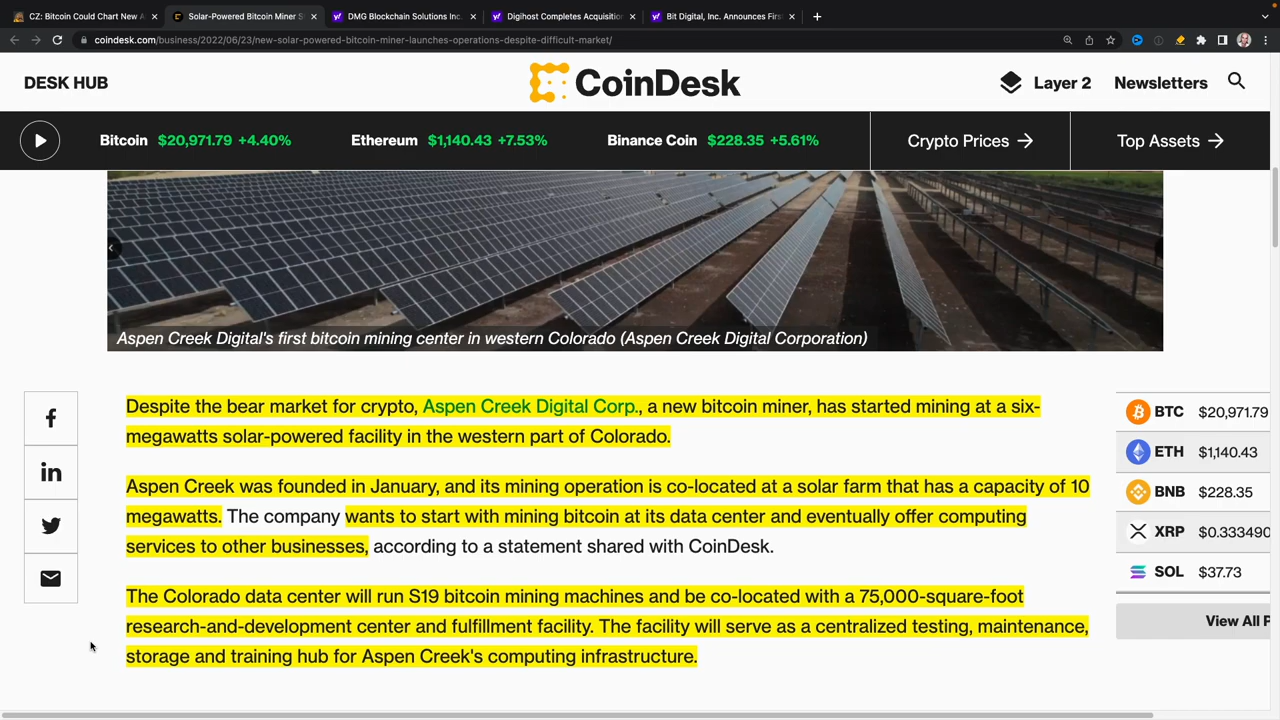 CZ: Bitcoin Could Chart New A
Solar-Powered Bitcoin Miner S
DMG Blockchain Solutions Inc.
Digihost Completes Acquisition
Bit Digital, Inc. Announces First
coindesk.com/business/2022/06/23/new-solar-powered-bitcoin-miner-launches-operations-despite-difficult-market/
DESK HUB
CoinDesk
Layer 2
Newsletters
Bitcoin $20,971.79 +4.40%
Ethereum $1,140.43 +7.53%
Binance Coin $228.35 +5.61%
Crypto Prices →
Top Assets →
Aspen Creek Digital's first bitcoin mining center in western Colorado (Aspen Creek Digital Corporation)
Despite the bear market for crypto, Aspen Creek Digital Corp., a new bitcoin miner, has started mining at a six-
megawatts solar-powered facility in the western part of Colorado.
Aspen Creek was founded in January, and its mining operation is co-located at a solar farm that has a capacity of 10
megawatts. The company wants to start with mining bitcoin at its data center and eventually offer computing
services to other businesses, according to a statement shared with CoinDesk.
The Colorado data center will run S19 bitcoin mining machines and be co-located with a 75,000-square-foot
research-and-development center and fulfillment facility. The facility will serve as a centralized testing, maintenance,
storage and training hub for Aspen Creek's computing infrastructure.
BTC $20,971.79
ETH $1,140.43
BNB $228.35
XRP $0.333490
SOL $37.73
View All P